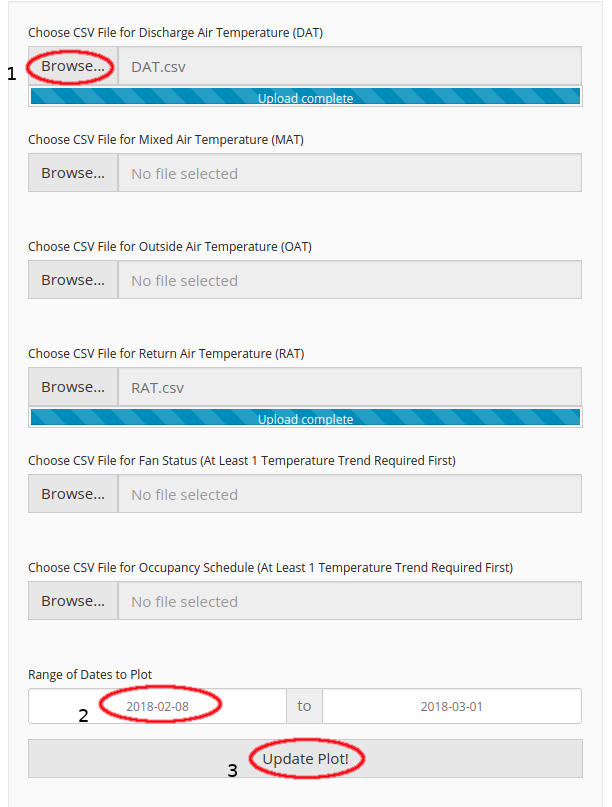 Choose CSV File for Discharge Air Temperature (DAT)
1 Browse... DAT.csv
Upload complete
Choose CSV File for Mixed Air Temperature (MAT)
Browse... No file selected
Choose CSV File for Outside Air Temperature (OAT)
Browse... No file selected
Choose CSV File for Return Air Temperature (RAT)
Browse... RAT.csv
Upload complete
Choose CSV File for Fan Status (At Least 1 Temperature Trend Required First)
Browse... No file selected
Choose CSV File for Occupancy Schedule (At Least 1 Temperature Trend Required First)
Browse... No file selected
Range of Dates to Plot
2 2018-02-08 to 2018-03-01
3 Update Plot!